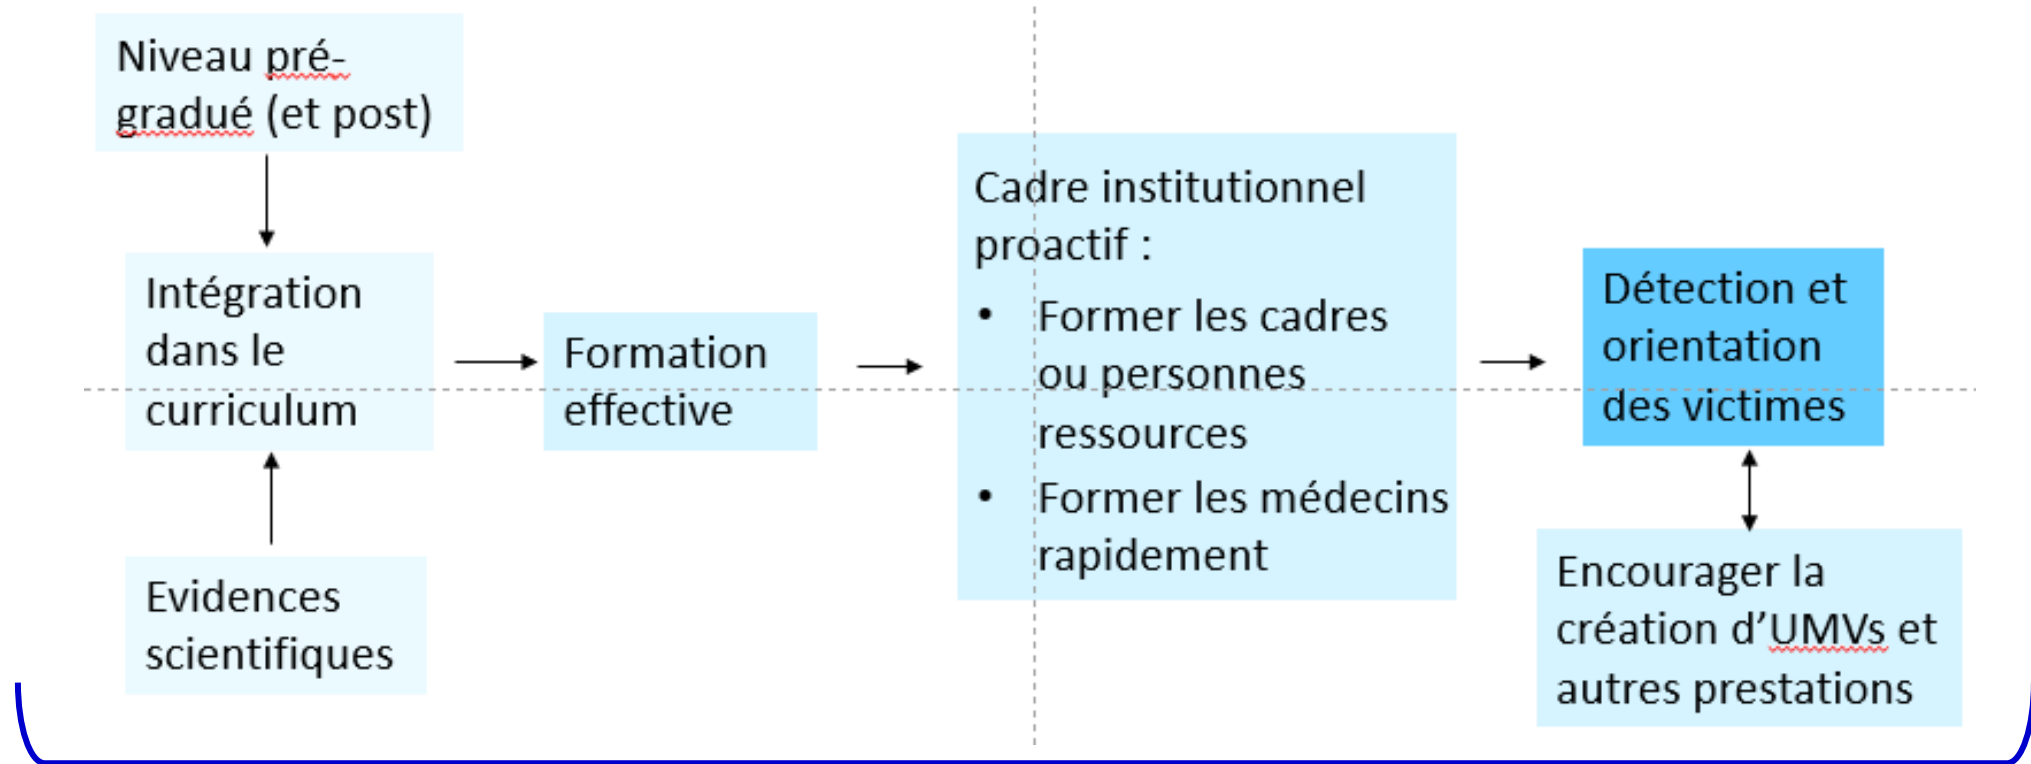 Niveau pré-
gradué (et post)
Intégration
dans le
curriculum
Evidences
scientifiques
Formation
effective
Cadre institutionnel
proactif :
• Former les cadres
ou personnes
ressources
• Former les médecins
rapidement
Détection et
orientation
des victimes
Encourager la
création d’UMVs et
autres prestations